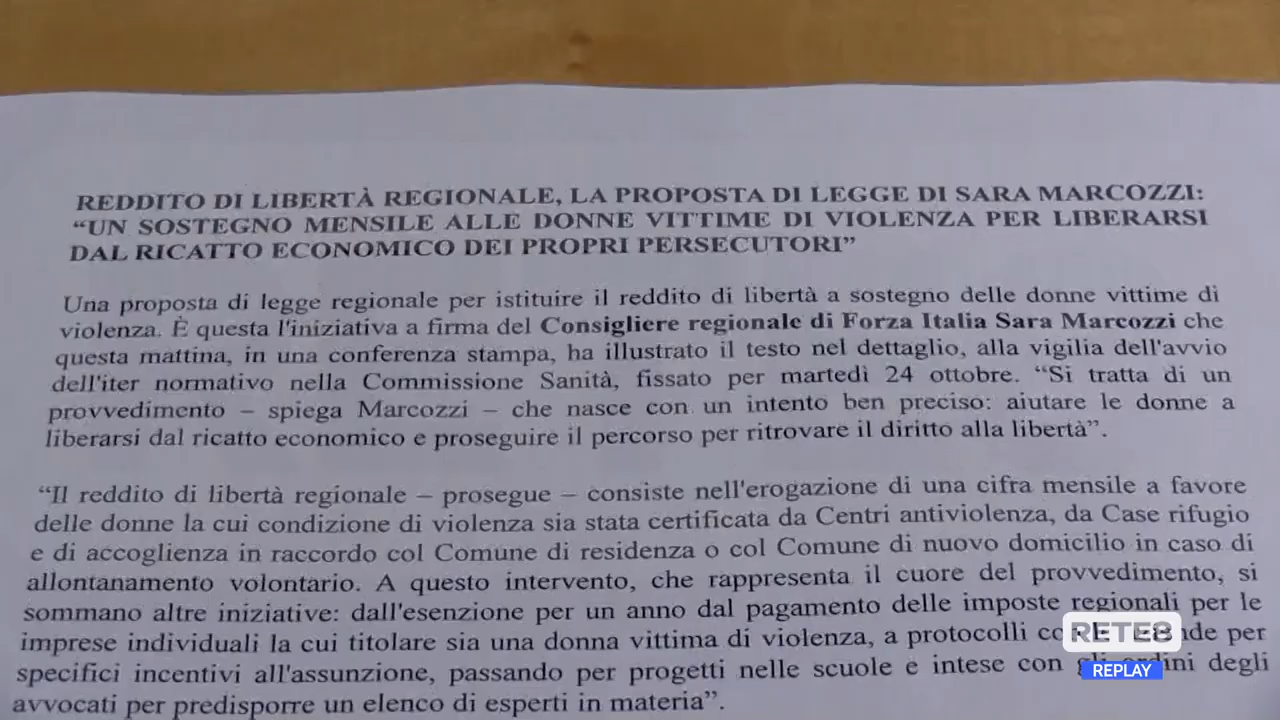 REDDITO DI LIBERTÀ REGIONALE, LA PROPOSTA DI LEGGE DI SARA MARCOZZI:
“UN SOSTEGNO MENSILE ALLE DONNE VITTIME DI VIOLENZA PER LIBERARSI
DAL RICATTO ECONOMICO DEI PROPRI PERSECUTORI”
Una proposta di legge regionale per istituire il reddito di libertà a sostegno delle donne vittime di
violenza. È questa l'iniziativa a firma del Consigliere regionale di Forza Italia Sara Marcozzi che
questa mattina, in una conferenza stampa, ha illustrato il testo nel dettaglio, alla vigilia dell'avvio
dell'iter normativo nella Commissione Sanità, fissato per martedì 24 ottobre. “Si tratta di un
provvedimento – spiega Marcozzi – che nasce con un intento ben preciso: aiutare le donne a
liberarsi dal ricatto economico e proseguire il percorso per ritrovare il diritto alla libertà”.
“Il reddito di libertà regionale – prosegue – consiste nell'erogazione di una cifra mensile a favore
delle donne la cui condizione di violenza sia stata certificata da Centri antiviolenza, da Case rifugio
e di accoglienza in raccordo col Comune di residenza o col Comune di nuovo domicilio in caso di
allontanamento volontario. A questo intervento, che rappresenta il cuore del provvedimento, si
sommano altre iniziative: dall'esenzione per un anno dal pagamento delle imposte regionali per le
imprese individuali la cui titolare sia una donna vittima di violenza, a protocolli per
specifici incentivi all'assunzione, passando per progetti nelle scuole e intese con degli
avvocati per predisporre un elenco di esperti in materia”.
RETE8
REPLAY